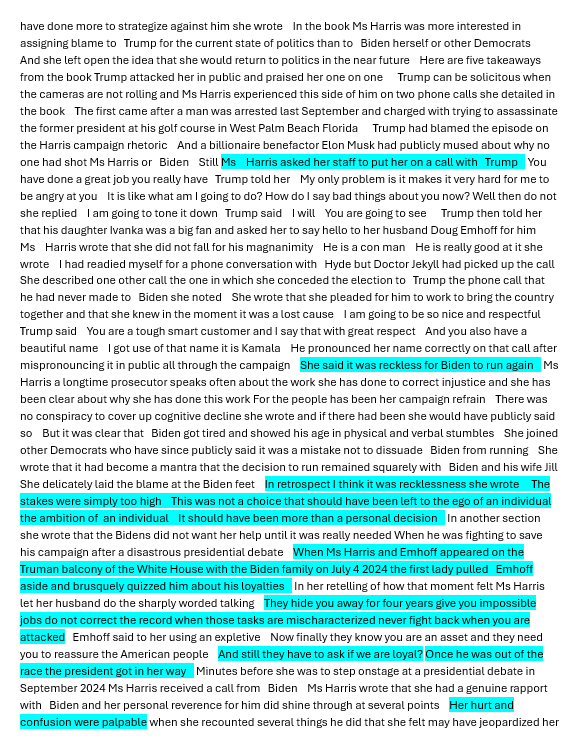 have done more to strategize against him she wrote In the book Ms Harris was more interested in
assigning blame to Trump for the current state of politics than to Biden herself or other Democrats
And she left open the idea that she would return to politics in the near future Here are five takeaways
from the book Trump attacked her in public and praised her one on one Trump can be solicitous when
the cameras are not rolling and Ms Harris experienced this side of him on two phone calls she detailed in
the book The first came after a man was arrested last September and charged with trying to assassinate
the former president at his golf course in West Palm Beach Florida Trump had blamed the episode on
the Harris campaign rhetoric And a billionaire benefactor Elon Musk had publicly mused about why no
one had shot Ms Harris or Biden Still Ms Harris asked her staff to put her on a call with Trump You
have done a great job you really have Trump told her My only problem is it makes it very hard for me to
be angry at you It is like what am I going to do? How do I say bad things about you now? Well then do not
she replied I am going to tone it down Trump said I will You are going to see Trump then told her
that his daughter Ivanka was a big fan and asked her to say hello to her husband Doug Emhoff for him
Ms Harris wrote that she did not fall for his magnanimity He is a con man He is really good at it she
wrote I had readied myself for a phone conversation with Hyde but Doctor Jekyll had picked up the call
She described one other call the one in which she conceded the election to Trump the phone call that
he had never made to Biden she noted She wrote that she pleaded for him to work to bring the country
together and that she knew in the moment it was a lost cause I am going to be so nice and respectful
Trump said You are a tough smart customer and I say that with great respect And you also have a
beautiful name I got use of that name it is Kamala He pronounced her name correctly on that call after
mispronouncing it in public all through the campaign She said it was reckless for Biden to run again Ms
Harris a longtime prosecutor speaks often about the work she has done to correct injustice and she has
been clear about why she has done this work For the people has been her campaign refrain There was
no conspiracy to cover up cognitive decline she wrote and if there had been she would have publicly said
so But it was clear that Biden got tired and showed his age in physical and verbal stumbles She joined
other Democrats who have since publicly said it was a mistake not to dissuade Biden from running She
wrote that it had become a mantra that the decision to run remained squarely with Biden and his wife Jill
She delicately laid the blame at the Biden feet In retrospect I think it was recklessness she wrote The
stakes were simply too high This was not a choice that should have been left to the ego of an individual
the ambition of an individual It should have been more than a personal decision In another section
she wrote that the Bidens did not want her help until it was really needed When he was fighting to save
his campaign after a disastrous presidential debate When Ms Harris and Emhoff appeared on the
Truman balcony of the White House with the Biden family on July 4 2024 the first lady pulled Emhoff
aside and brusquely quizzed him about his loyalties In her retelling of how that moment felt Ms Harris
let her husband do the sharply worded talking They hide you away for four years give you impossible
jobs do not correct the record when those tasks are mischaracterized never fight back when you are
attacked Emhoff said to her using an expletive Now finally they know you are an asset and they need
you to reassure the American people And still they have to ask if we are loyal? Once he was out of the
race the president got in her way Minutes before she was to step onstage at a presidential debate in
September 2024 Ms Harris received a call from Biden Ms Harris wrote that she had a genuine rapport
with Biden and her personal reverence for him did shine through at several points Her hurt and
confusion were palpable when she recounted several things he did that she felt may have jeopardized her